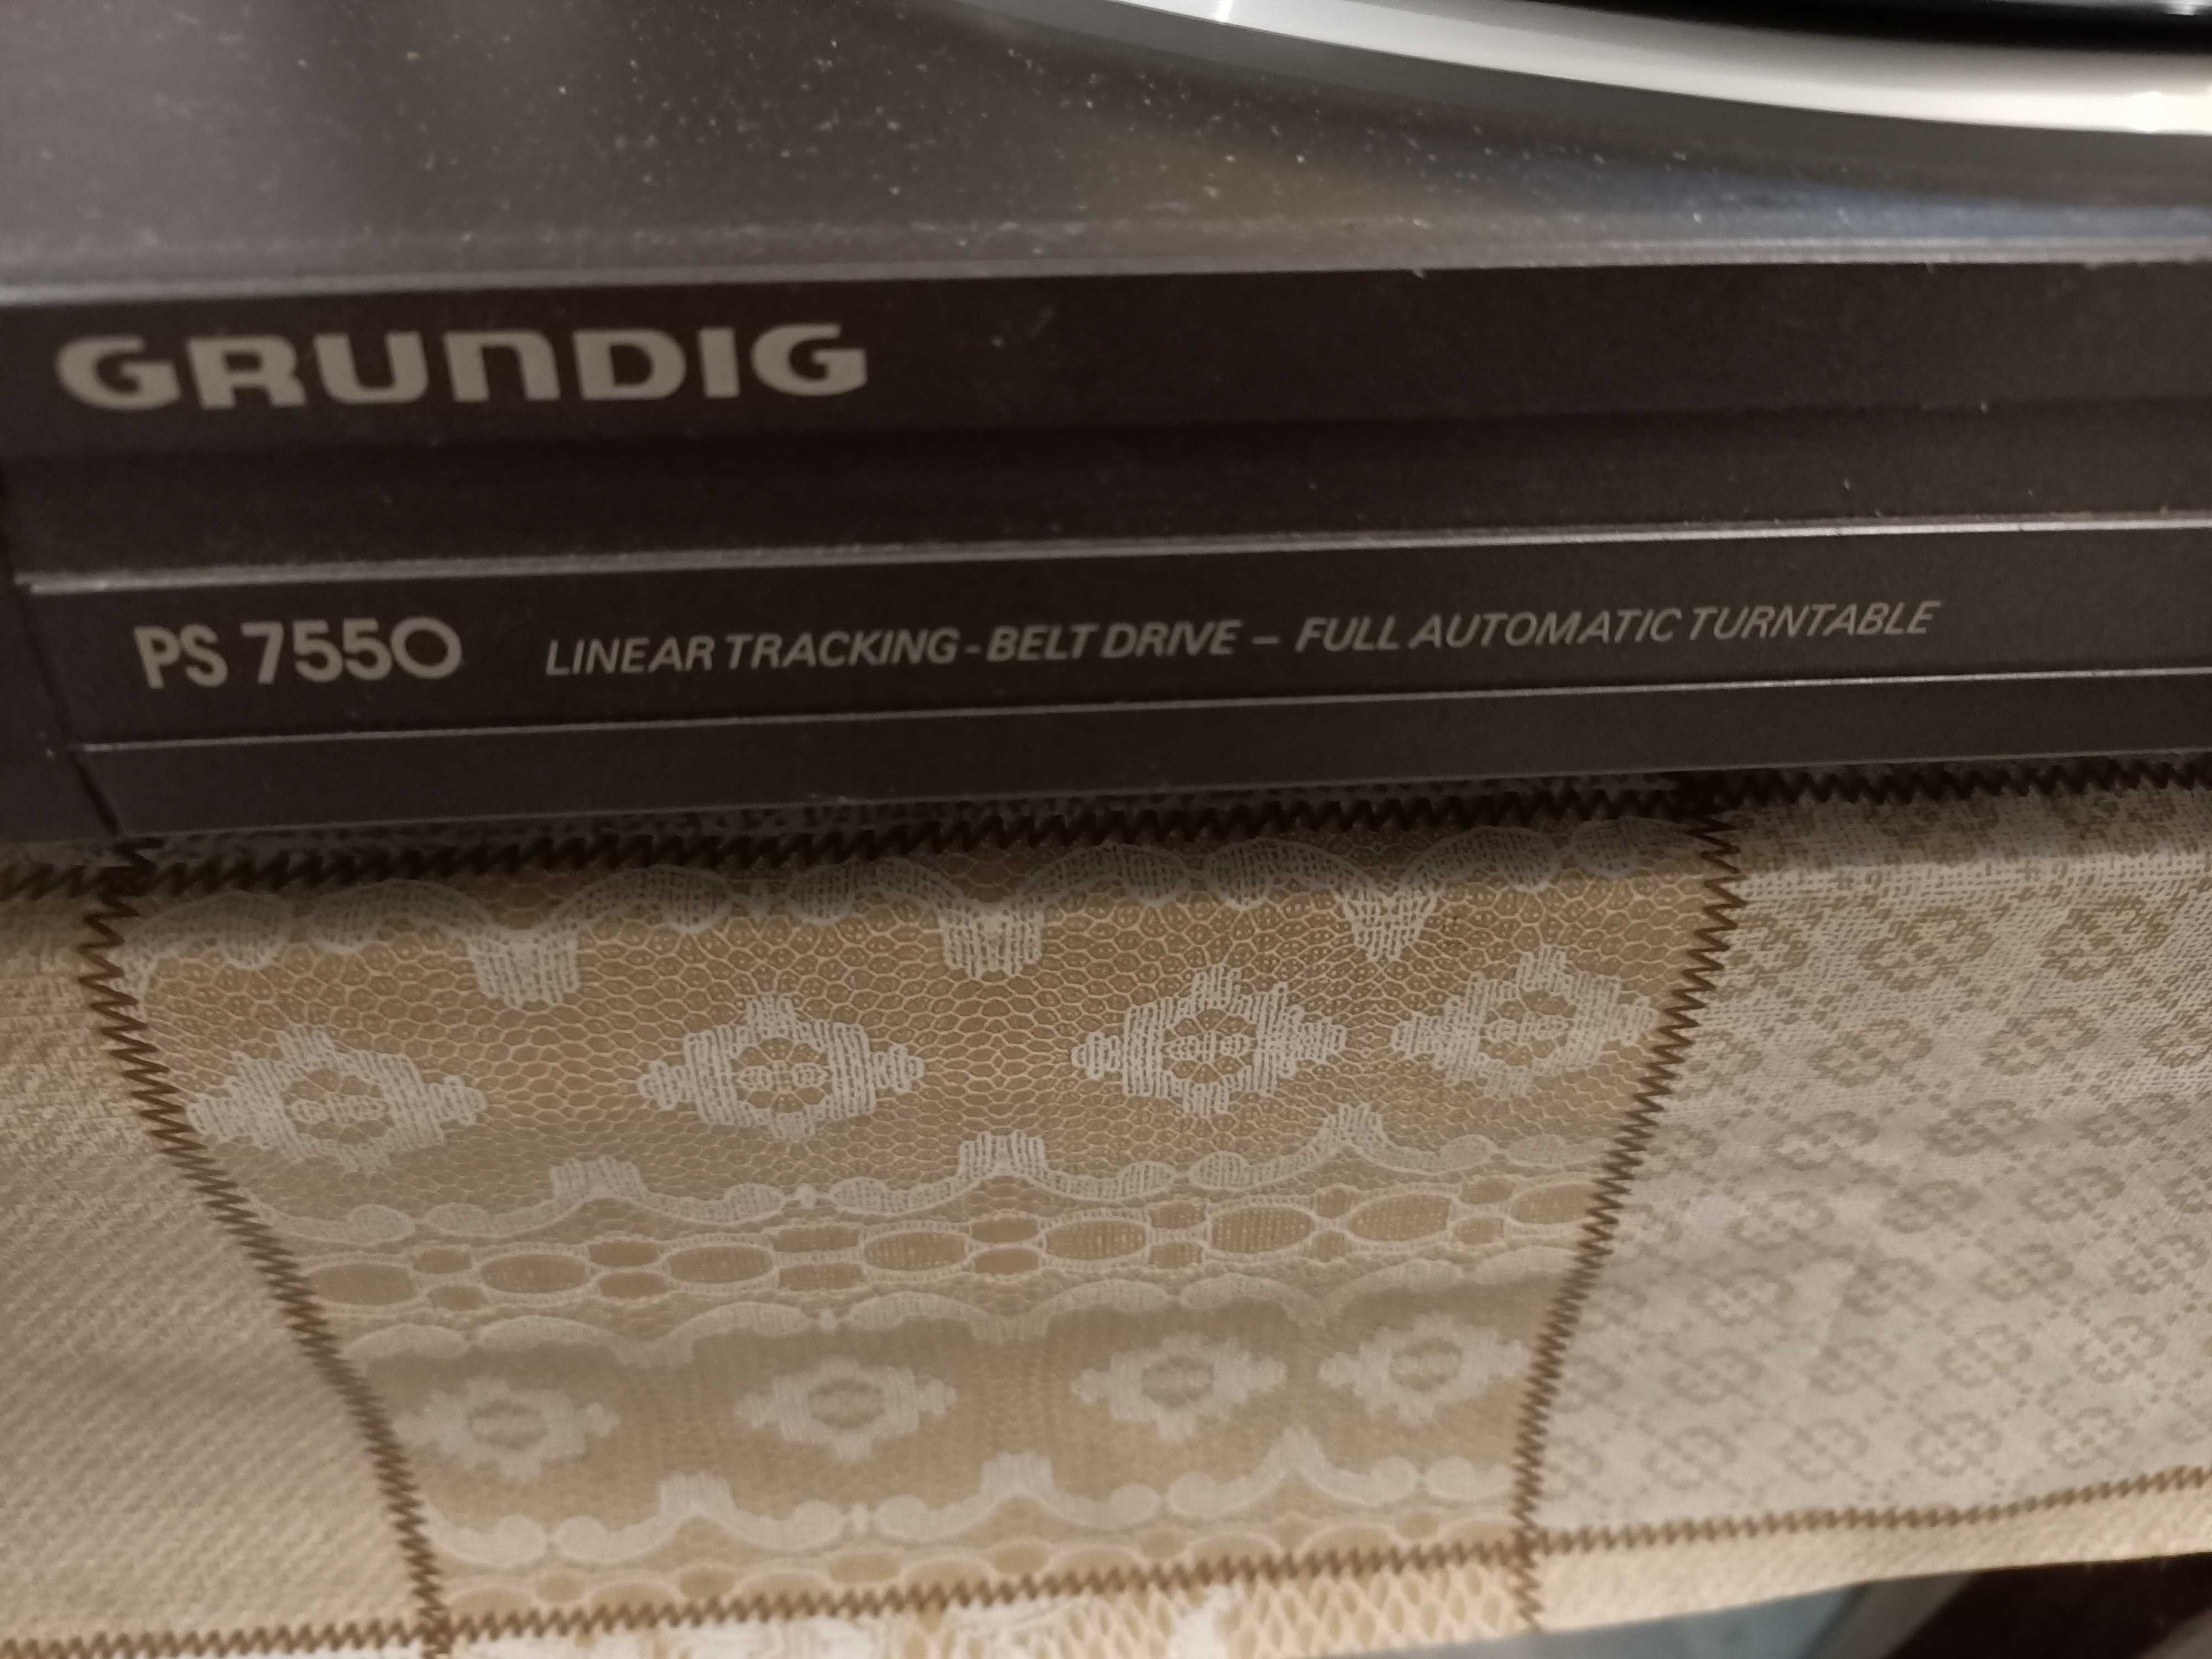 GRUNDIG
PS 7550 LINEAR TRACKING-BELT DRIVE – FULL AUTOMATIC TURNTABLE